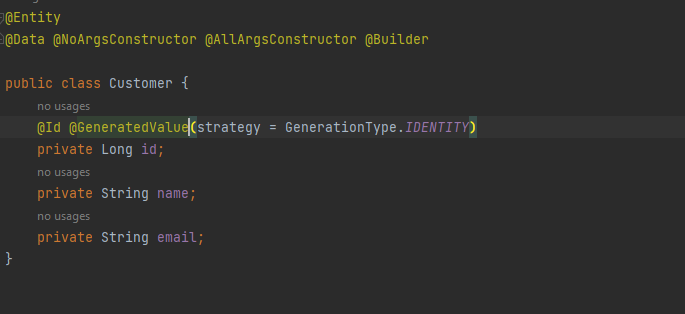 @Entity
@Data @NoArgsConstructor @AllArgsConstructor @Builder
public class Customer {
no usages
@Id @GeneratedValue(strategy = GenerationType.IDENTITY)
private Long id;
no usages
private String name;
no usages
private String email;
}